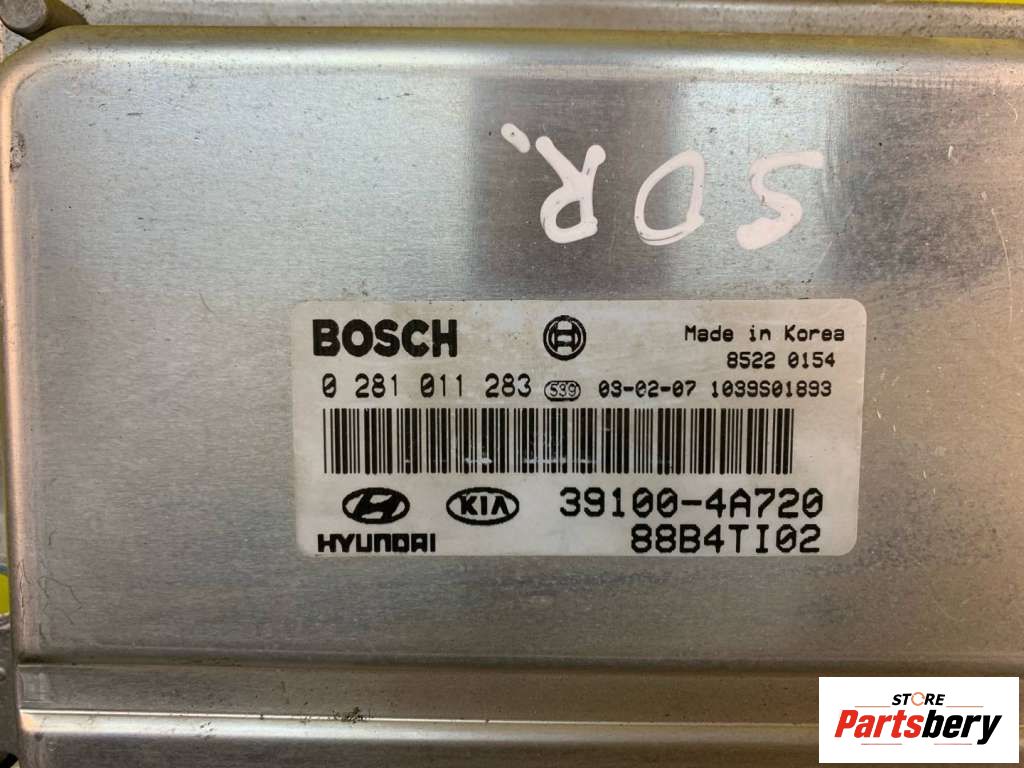 SOR.
BOSCH
Made in Korea
8522 0154
0 281 011 283 539 03-02-07 1039S01893
KIA 39100-4A720
HYUNDAI 88B4TI02
STORE
Partsbery